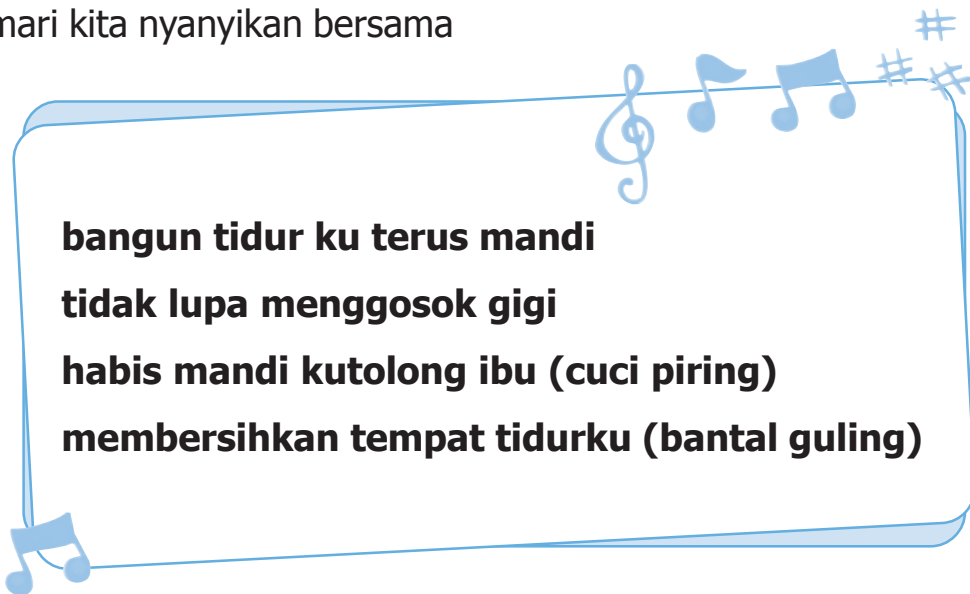 mari kita nyanyikan bersama
bangun tidur ku terus mandi
tidak lupa menggosok gigi
habis mandi kutolong ibu (cuci piring)
membersihkan tempat tidurku (bantal guling)